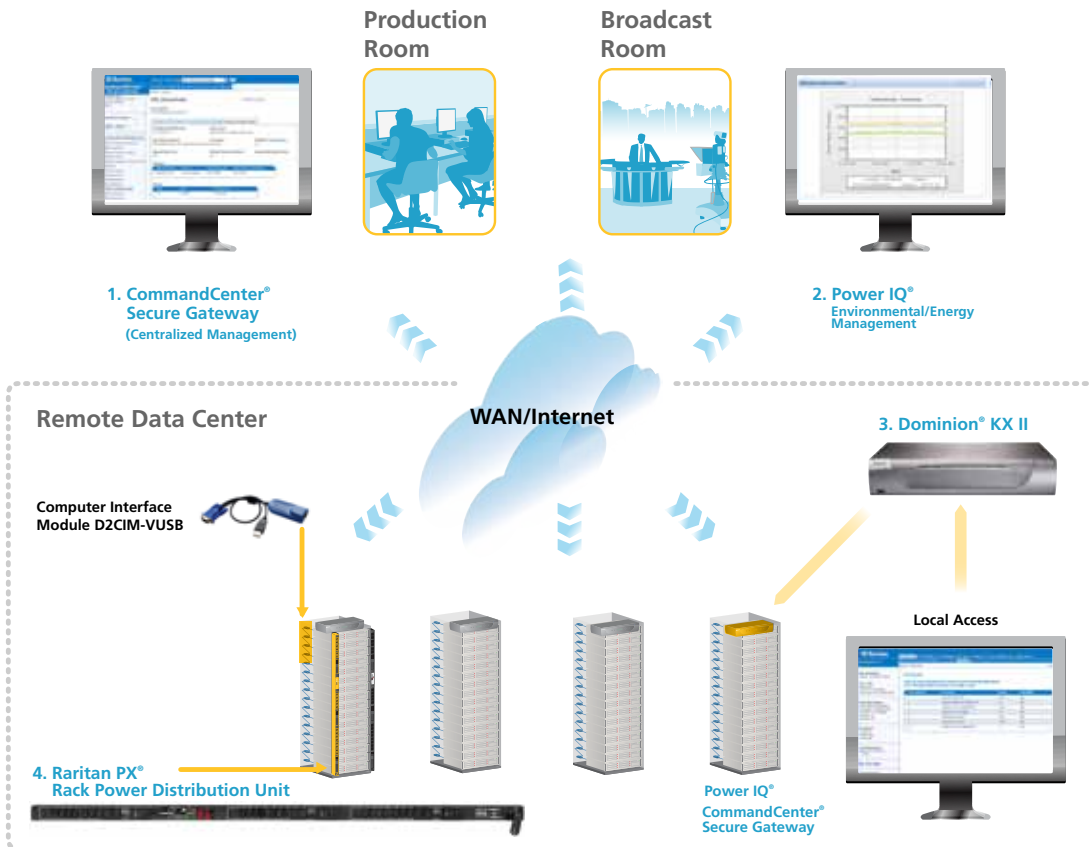 Production
Room
Broadcast
Room
1. CommandCenter®
Secure Gateway
(Centralized Management)
2. Power IQ®
Environmental/Energy
Management
Remote Data Center
WAN/Internet
3. Dominion® KX II
Computer Interface
Module D2CIM-VUSB
Local Access
4. Raritan PX®
Rack Power Distribution Unit
Power IQ®
CommandCenter®
Secure Gateway